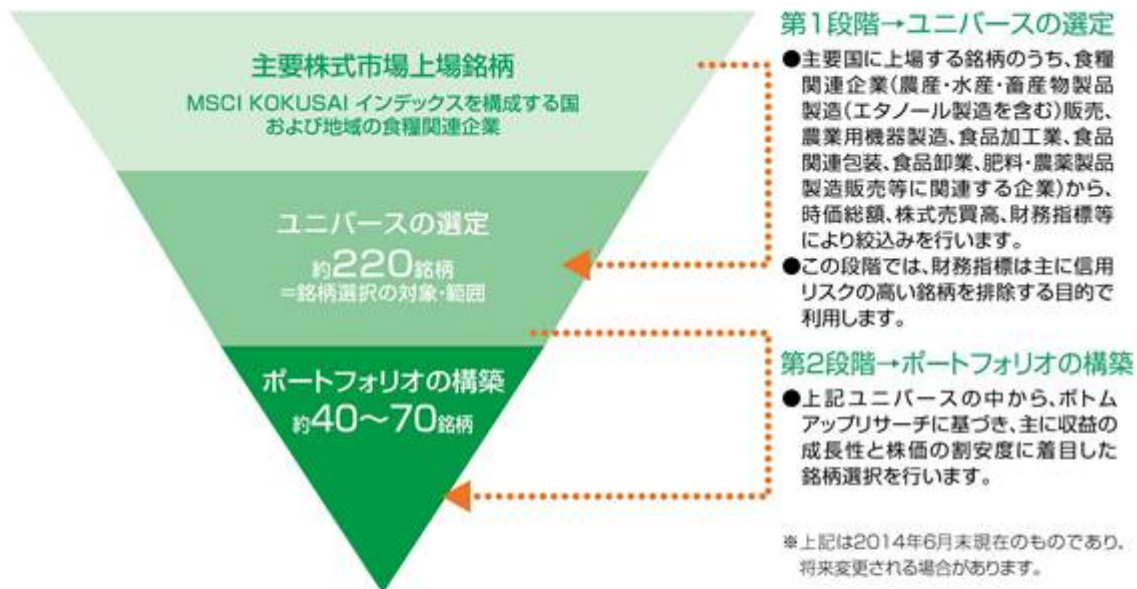 主要株式市場上場銘柄
MSCI KOKUSAI インデックスを構成する国
および地域の食糧関連企業
ユニバースの選定
約220銘柄
=銘柄選択の対象・範囲
ポートフォリオの構築
約40〜70銘柄
第1段階→ユニバースの選定
●主要国に上場する銘柄のうち、食糧
関連企業(農産・水産・畜産物製品
製造(エタノール製造を含む)販売、
農業用機器製造、食品加工業、食品
関連包装、食品卸業、肥料・農薬製品
製造販売等に関連する企業)から、
時価総額、株式売買高、財務指標等
により絞込みを行います。
●この段階では、財務指標は主に信用
リスクの高い銘柄を排除する目的で
利用します。
第2段階→ポートフォリオの構築
●上記ユニバースの中から、ボトム
アップリサーチに基づき、主に収益の
成長性と株価の割安度に着目した
銘柄選択を行います。
※上記は2014年6月末現在のものであり、
将来変更される場合があります。